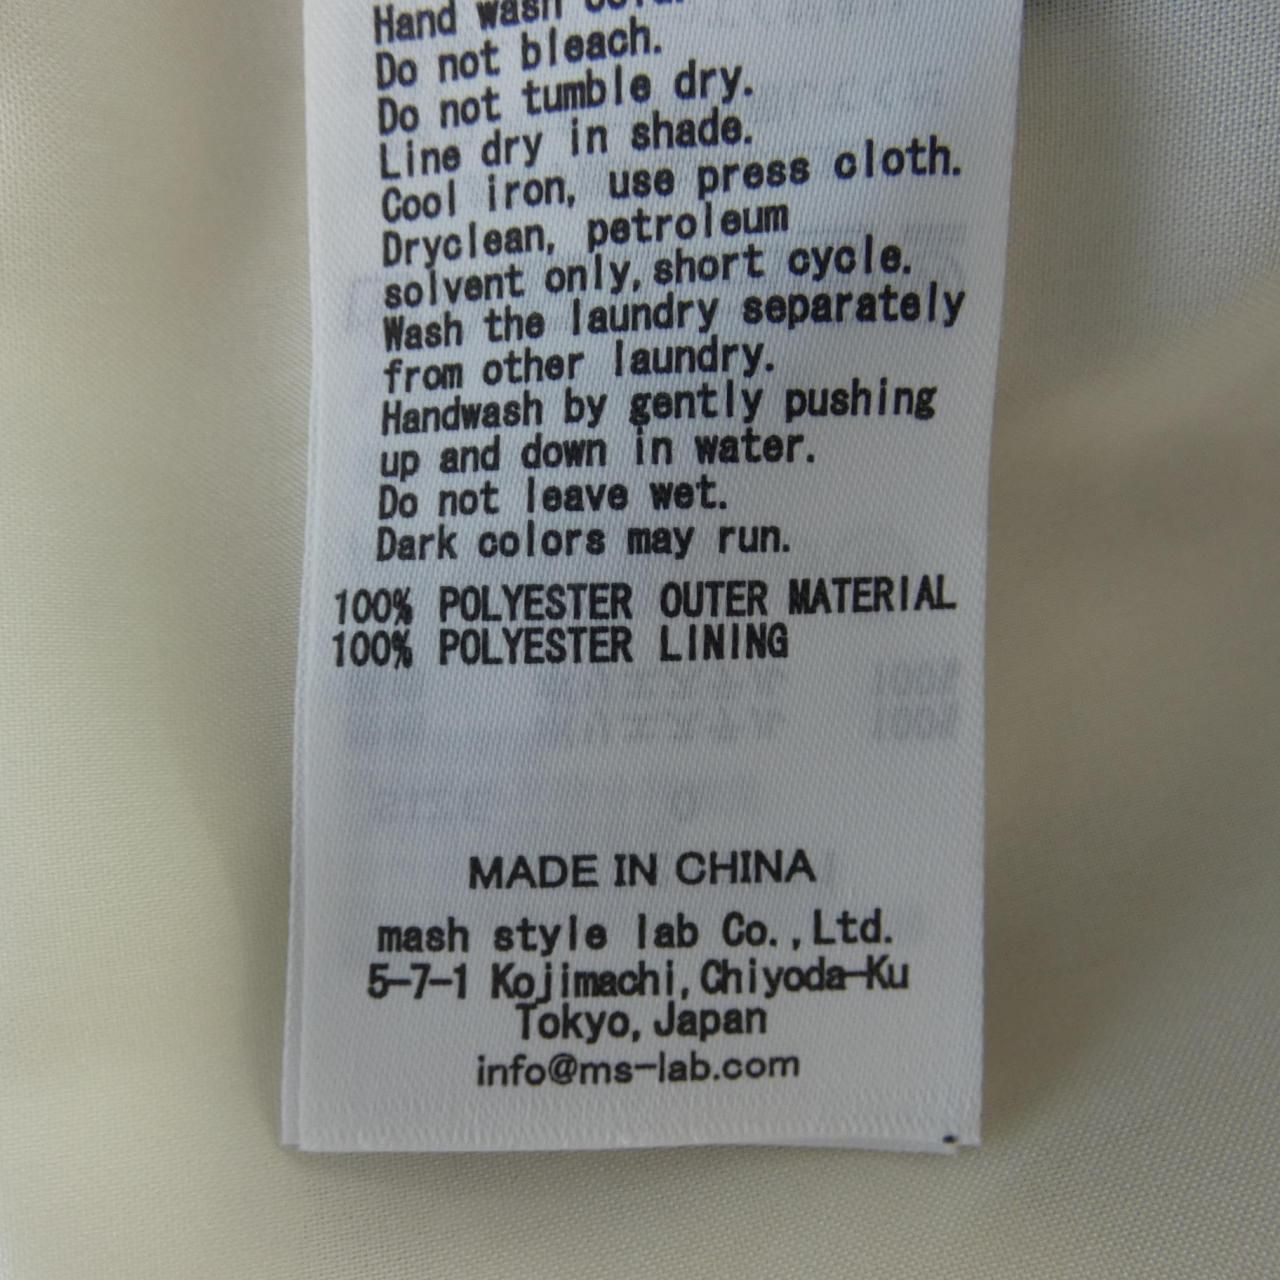 Hand wash cold.
Do not bleach.
Do not tumble dry.
Line dry in shade.
Cool iron, use press cloth.
Dryclean, petroleum
solvent only, short cycle.
Wash the laundry separately
from other laundry.
Handwash by gently pushing
up and down in water.
Do not leave wet.
Dark colors may run.
100% POLYESTER OUTER MATERIAL
100% POLYESTER LINING
MADE IN CHINA
mash style lab Co.,Ltd.
5-7-1 Kojimachi, Chiyoda-Ku
Tokyo, Japan
info@ms-lab.com